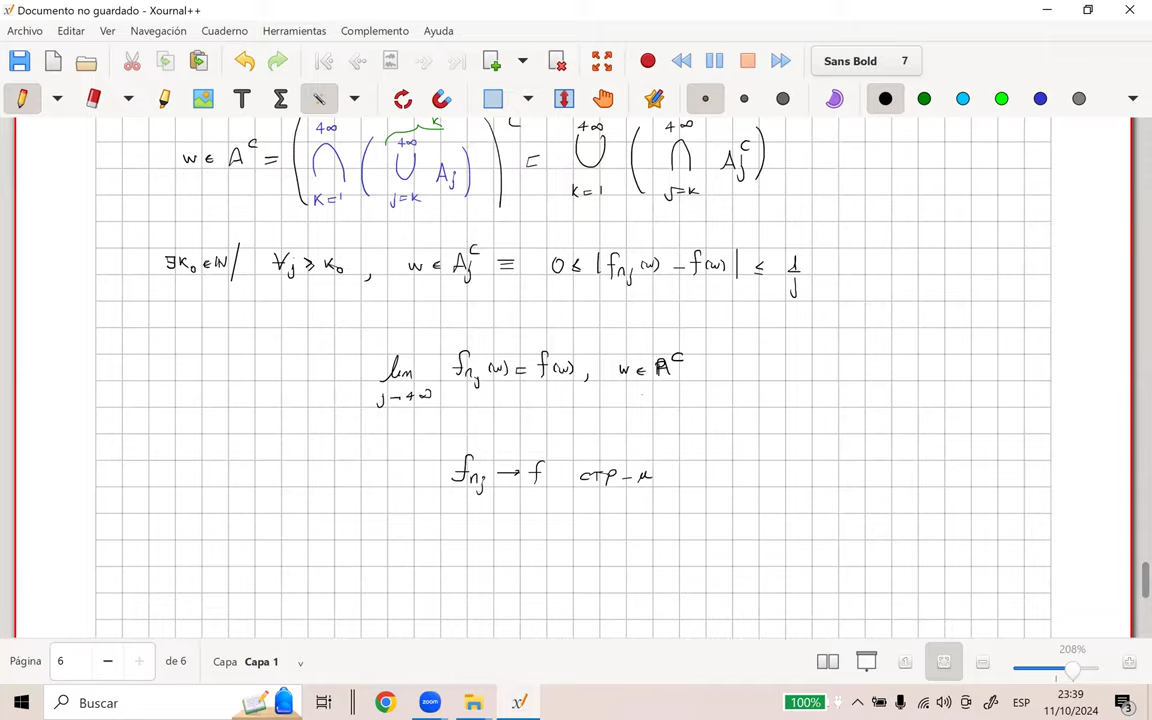 Documento no guardado - Xournal++
Archivo Editar Ver Navegación Cuaderno Herramientas Complemento Ayuda
Sans Bold 7
w ∈ A^C = (⋂_{K=1}^{+∞} (⋃_{j=K}^{+∞} A_j))^C = ⋃_{K=1}^{+∞} (⋂_{j=K}^{+∞} A_j^C)
K
∃K₀ ∈ ℕ / ∀j ≥ K₀ , w ∈ A_j^C ≡ 0 ≤ |f_{n_j}(w) - f(w)| ≤ 1/j
lim_{j→+∞} f_{n_j}(w) = f(w) , w ∈ A^C
f_{n_j} → f CTP-μ
Página 6 de 6 Capa Capa 1 208%
Buscar zoom 100% ESP 23:39
11/10/2024 3